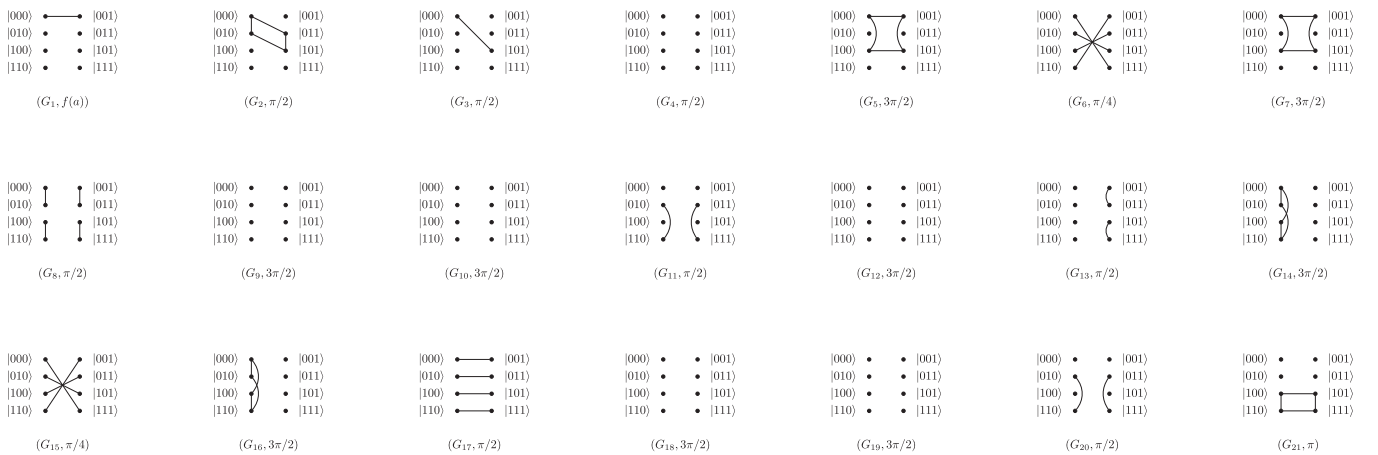 |000⟩ |001⟩ |000⟩ |001⟩ |000⟩ |001⟩ |000⟩ |001⟩ |000⟩ |001⟩ |000⟩ |001⟩ |000⟩ |001⟩
|010⟩ |011⟩ |010⟩ |011⟩ |010⟩ |011⟩ |010⟩ |011⟩ |010⟩ |011⟩ |010⟩ |011⟩ |010⟩ |011⟩
|100⟩ |101⟩ |100⟩ |101⟩ |100⟩ |101⟩ |100⟩ |101⟩ |100⟩ |101⟩ |100⟩ |101⟩ |100⟩ |101⟩
|110⟩ |111⟩ |110⟩ |111⟩ |110⟩ |111⟩ |110⟩ |111⟩ |110⟩ |111⟩ |110⟩ |111⟩ |110⟩ |111⟩
(G₁, f(a)) (G₂, π/2) (G₃, π/2) (G₄, π/2) (G₅, 3π/2) (G₆, π/4) (G₇, 3π/2)
|000⟩ |001⟩ |000⟩ |001⟩ |000⟩ |001⟩ |000⟩ |001⟩ |000⟩ |001⟩ |000⟩ |001⟩ |000⟩ |001⟩
|010⟩ |011⟩ |010⟩ |011⟩ |010⟩ |011⟩ |010⟩ |011⟩ |010⟩ |011⟩ |010⟩ |011⟩ |010⟩ |011⟩
|100⟩ |101⟩ |100⟩ |101⟩ |100⟩ |101⟩ |100⟩ |101⟩ |100⟩ |101⟩ |100⟩ |101⟩ |100⟩ |101⟩
|110⟩ |111⟩ |110⟩ |111⟩ |110⟩ |111⟩ |110⟩ |111⟩ |110⟩ |111⟩ |110⟩ |111⟩ |110⟩ |111⟩
(G₈, π/2) (G₉, 3π/2) (G₁₀, 3π/2) (G₁₁, π/2) (G₁₂, 3π/2) (G₁₃, π/2) (G₁₄, 3π/2)
|000⟩ |001⟩ |000⟩ |001⟩ |000⟩ |001⟩ |000⟩ |001⟩ |000⟩ |001⟩ |000⟩ |001⟩ |000⟩ |001⟩
|010⟩ |011⟩ |010⟩ |011⟩ |010⟩ |011⟩ |010⟩ |011⟩ |010⟩ |011⟩ |010⟩ |011⟩ |010⟩ |011⟩
|100⟩ |101⟩ |100⟩ |101⟩ |100⟩ |101⟩ |100⟩ |101⟩ |100⟩ |101⟩ |100⟩ |101⟩ |100⟩ |101⟩
|110⟩ |111⟩ |110⟩ |111⟩ |110⟩ |111⟩ |110⟩ |111⟩ |110⟩ |111⟩ |110⟩ |111⟩ |110⟩ |111⟩
(G₁₅, π/4) (G₁₆, 3π/2) (G₁₇, π/2) (G₁₈, 3π/2) (G₁₉, 3π/2) (G₂₀, π/2) (G₂₁, π)